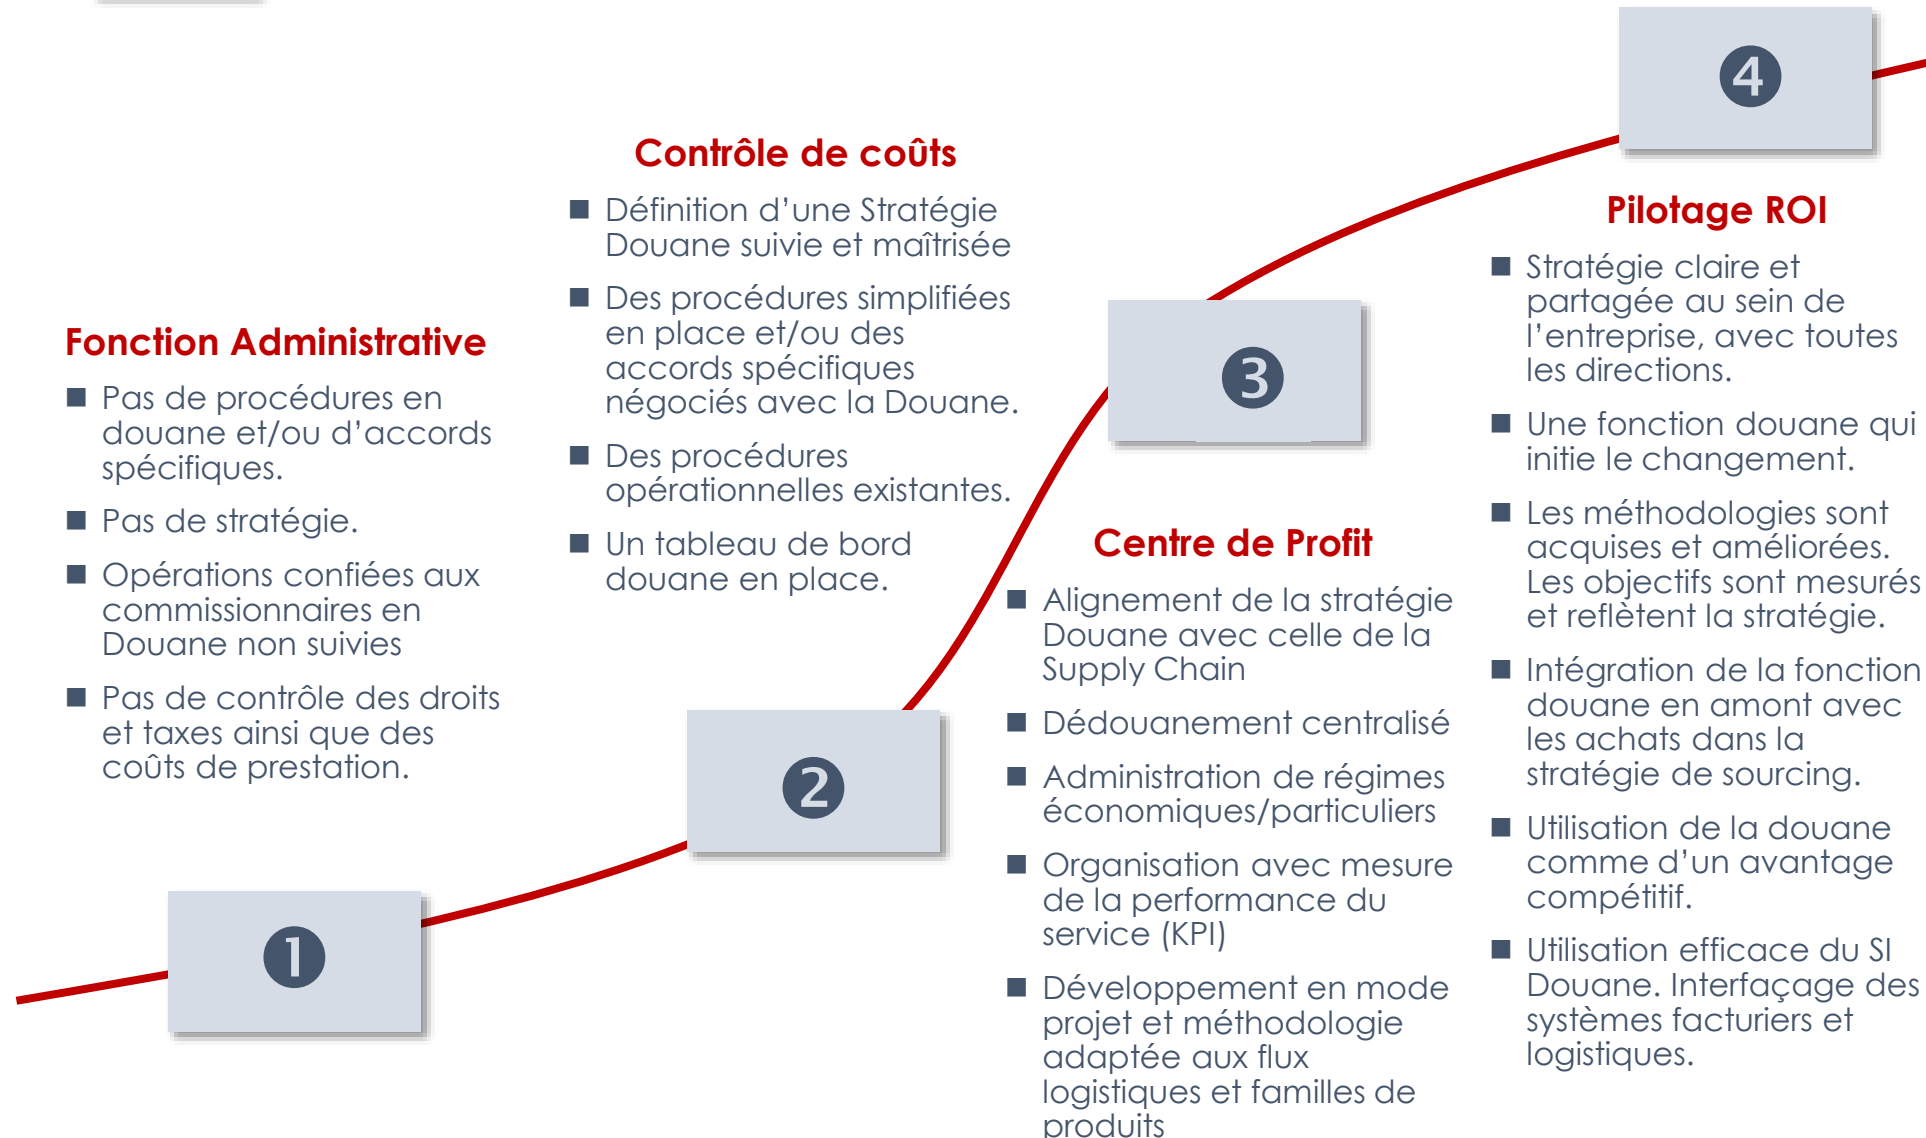 Fonction Administrative
Pas de procédures en
douane et/ou d’accords
spécifiques.
Pas de stratégie.
Opérations confiées aux
commissionnaires en
Douane non suivies
Pas de contrôle des droits
et taxes ainsi que des
coûts de prestation.
1
Contrôle de coûts
Définition d’une Stratégie
Douane suivie et maîtrisée
Des procédures simplifiées
en place et/ou des
accords spécifiques
négociés avec la Douane.
Des procédures
opérationnelles existantes.
Un tableau de bord
douane en place.
2
3
Centre de Profit
Alignement de la stratégie
Douane avec celle de la
Supply Chain
Dédouanement centralisé
Administration de régimes
économiques/particuliers
Organisation avec mesure
de la performance du
service (KPI)
Développement en mode
projet et méthodologie
adaptée aux flux
logistiques et familles de
produits
4
Pilotage ROI
Stratégie claire et
partagée au sein de
l’entreprise, avec toutes
les directions.
Une fonction douane qui
initie le changement.
Les méthodologies sont
acquises et améliorées.
Les objectifs sont mesurés
et reflètent la stratégie.
Intégration de la fonction
douane en amont avec
les achats dans la
stratégie de sourcing.
Utilisation de la douane
comme d’un avantage
compétitif.
Utilisation efficace du SI
Douane. Interfaçage des
systèmes facturiers et
logistiques.